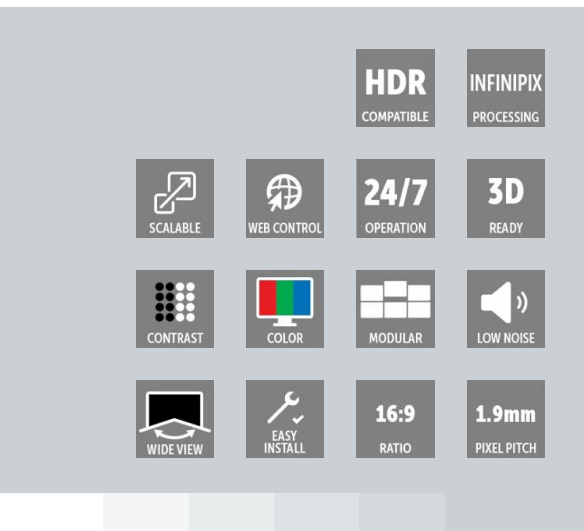 HDR
COMPATIBLE
INFINIPIX
PROCESSING
SCALABLE
WEB CONTROL
24/7
OPERATION
3D
READY
CONTRAST
COLOR
MODULAR
LOW NOISE
WIDE VIEW
EASY
INSTALL
16:9
RATIO
1.9mm
PIXEL PITCH